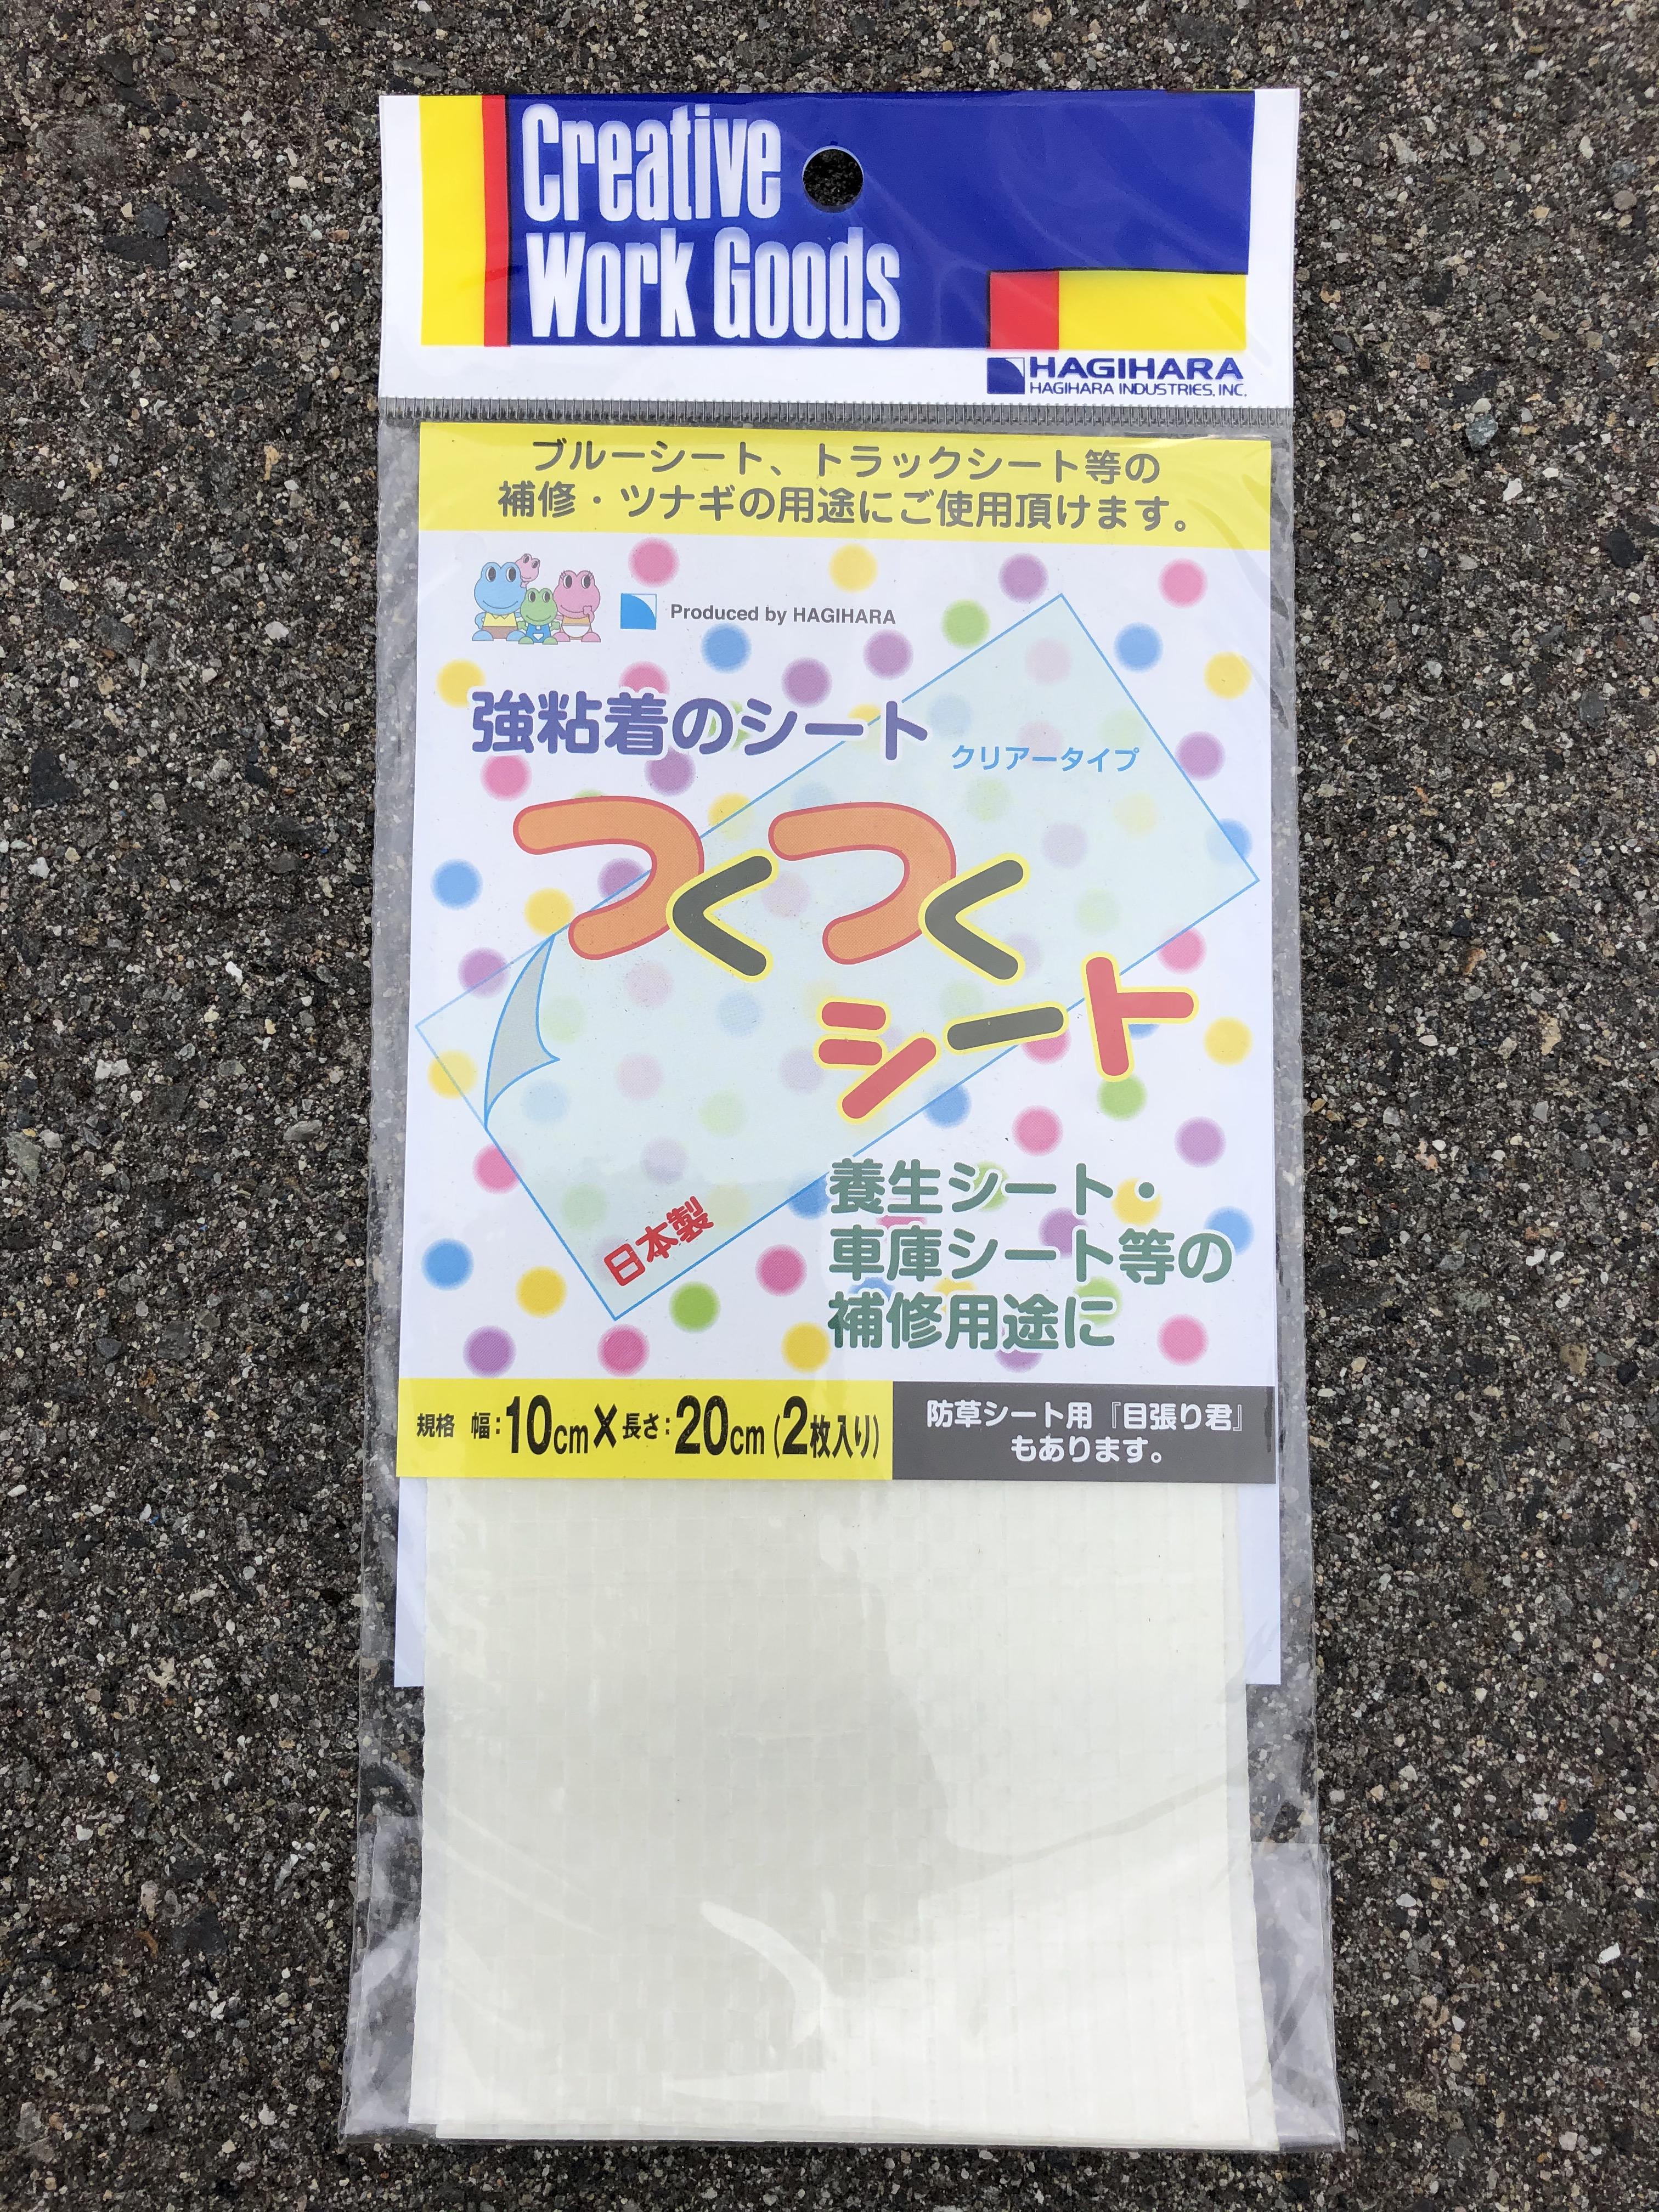 Creative
Work Goods
HAGIHARA
HAGIHARA INDUSTRIES, INC.
ブルーシート、トラックシート等の
補修・ツナギの用途にご使用頂けます。
Produced by HAGIHARA
強粘着のシート
クリアータイプ
つくつく
シート
日本製
養生シート・
車庫シート等の
補修用途に
規格 幅:10cm×長さ:20cm(2枚入り)
防草シート用『目張り君』
もあります。